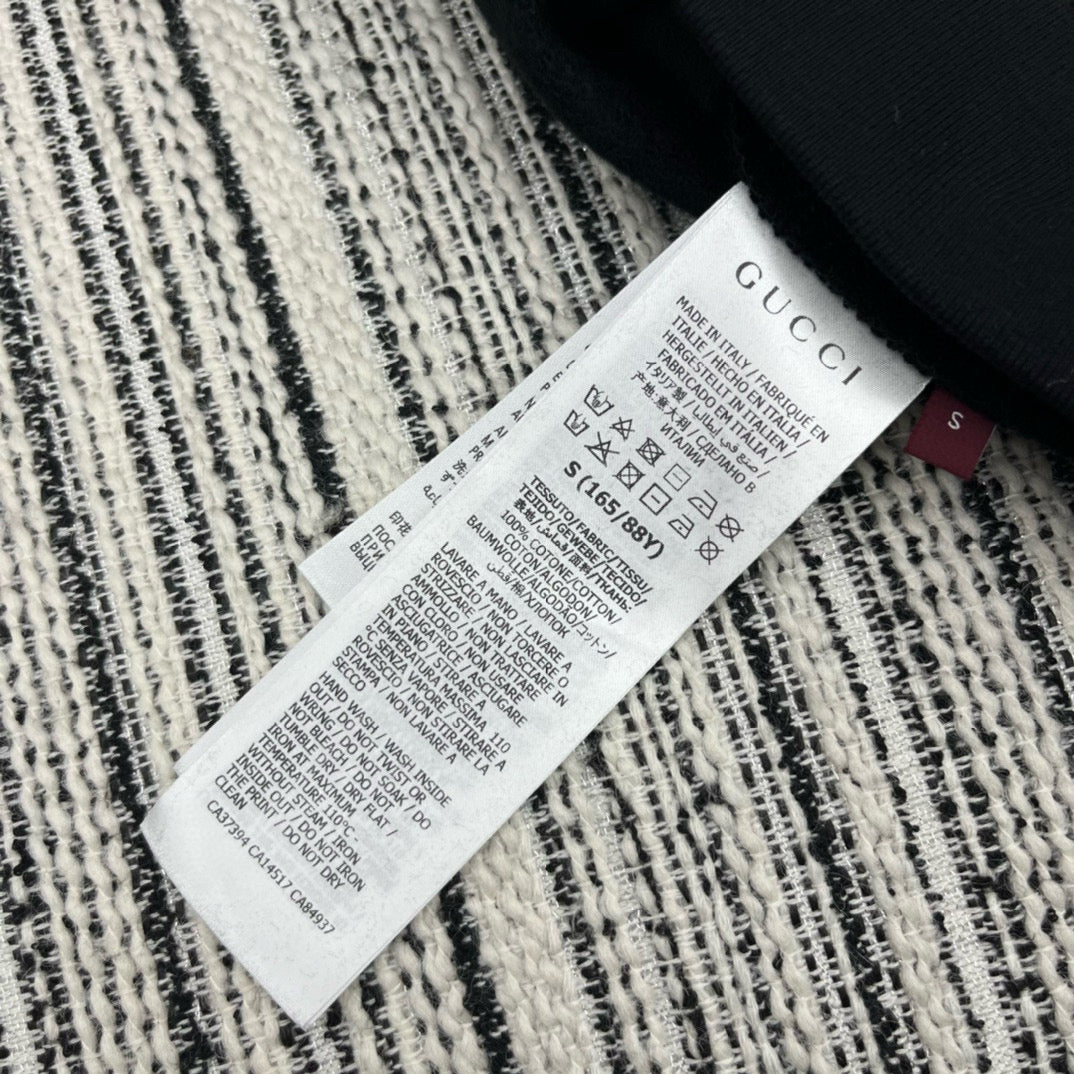 GUCCI
MADE IN ITALY / FABRIQUÉ EN
ITALIE / HECHO EN ITALIA /
HERGESTELLT IN ITALIEN /
FABRICADO EM ITÁLIA /
イタリア製 / صنع في ايطاليا /
产地: 意大利 / СДЕЛАНО В
ИТАЛИИ
S
S (165/88Y)
TESSUTO/FABRIC/TISSU/
TEJIDO/GEWEBE/TECIDO/
表地/قماش/面料/ТКАНЬ:
100% COTONE/COTTON/
COTON/ALGODON/
BAUMWOLLE/ALGODÃO/コットン/
قطن/棉/ХЛОПОК
LAVARE A MANO / LAVARE A
ROVESCIO / NON TORCERE O
STRIZZARE / NON LASCIARE IN
AMMOLLO / NON TRATTARE
CON CLORO / NON USARE
ASCIUGATRICE / ASCIUGARE
IN PIANO / STIRARE A
TEMPERATURA MASSIMA 110
°C SENZA VAPORE / STIRARE A
ROVESCIO / NON STIRARE LA
STAMPA / NON LAVARE A
SECCO
HAND WASH / WASH INSIDE
OUT / DO NOT TWIST OR
WRING / DO NOT SOAK / DO
NOT BLEACH / DO NOT
TUMBLE DRY / DRY FLAT /
IRON AT MAXIMUM
TEMPERATURE 110°C
WITHOUT STEAM / IRON
INSIDE OUT / DO NOT IRON
THE PRINT / DO NOT DRY
CLEAN
CA37394 CA14517 CA84937